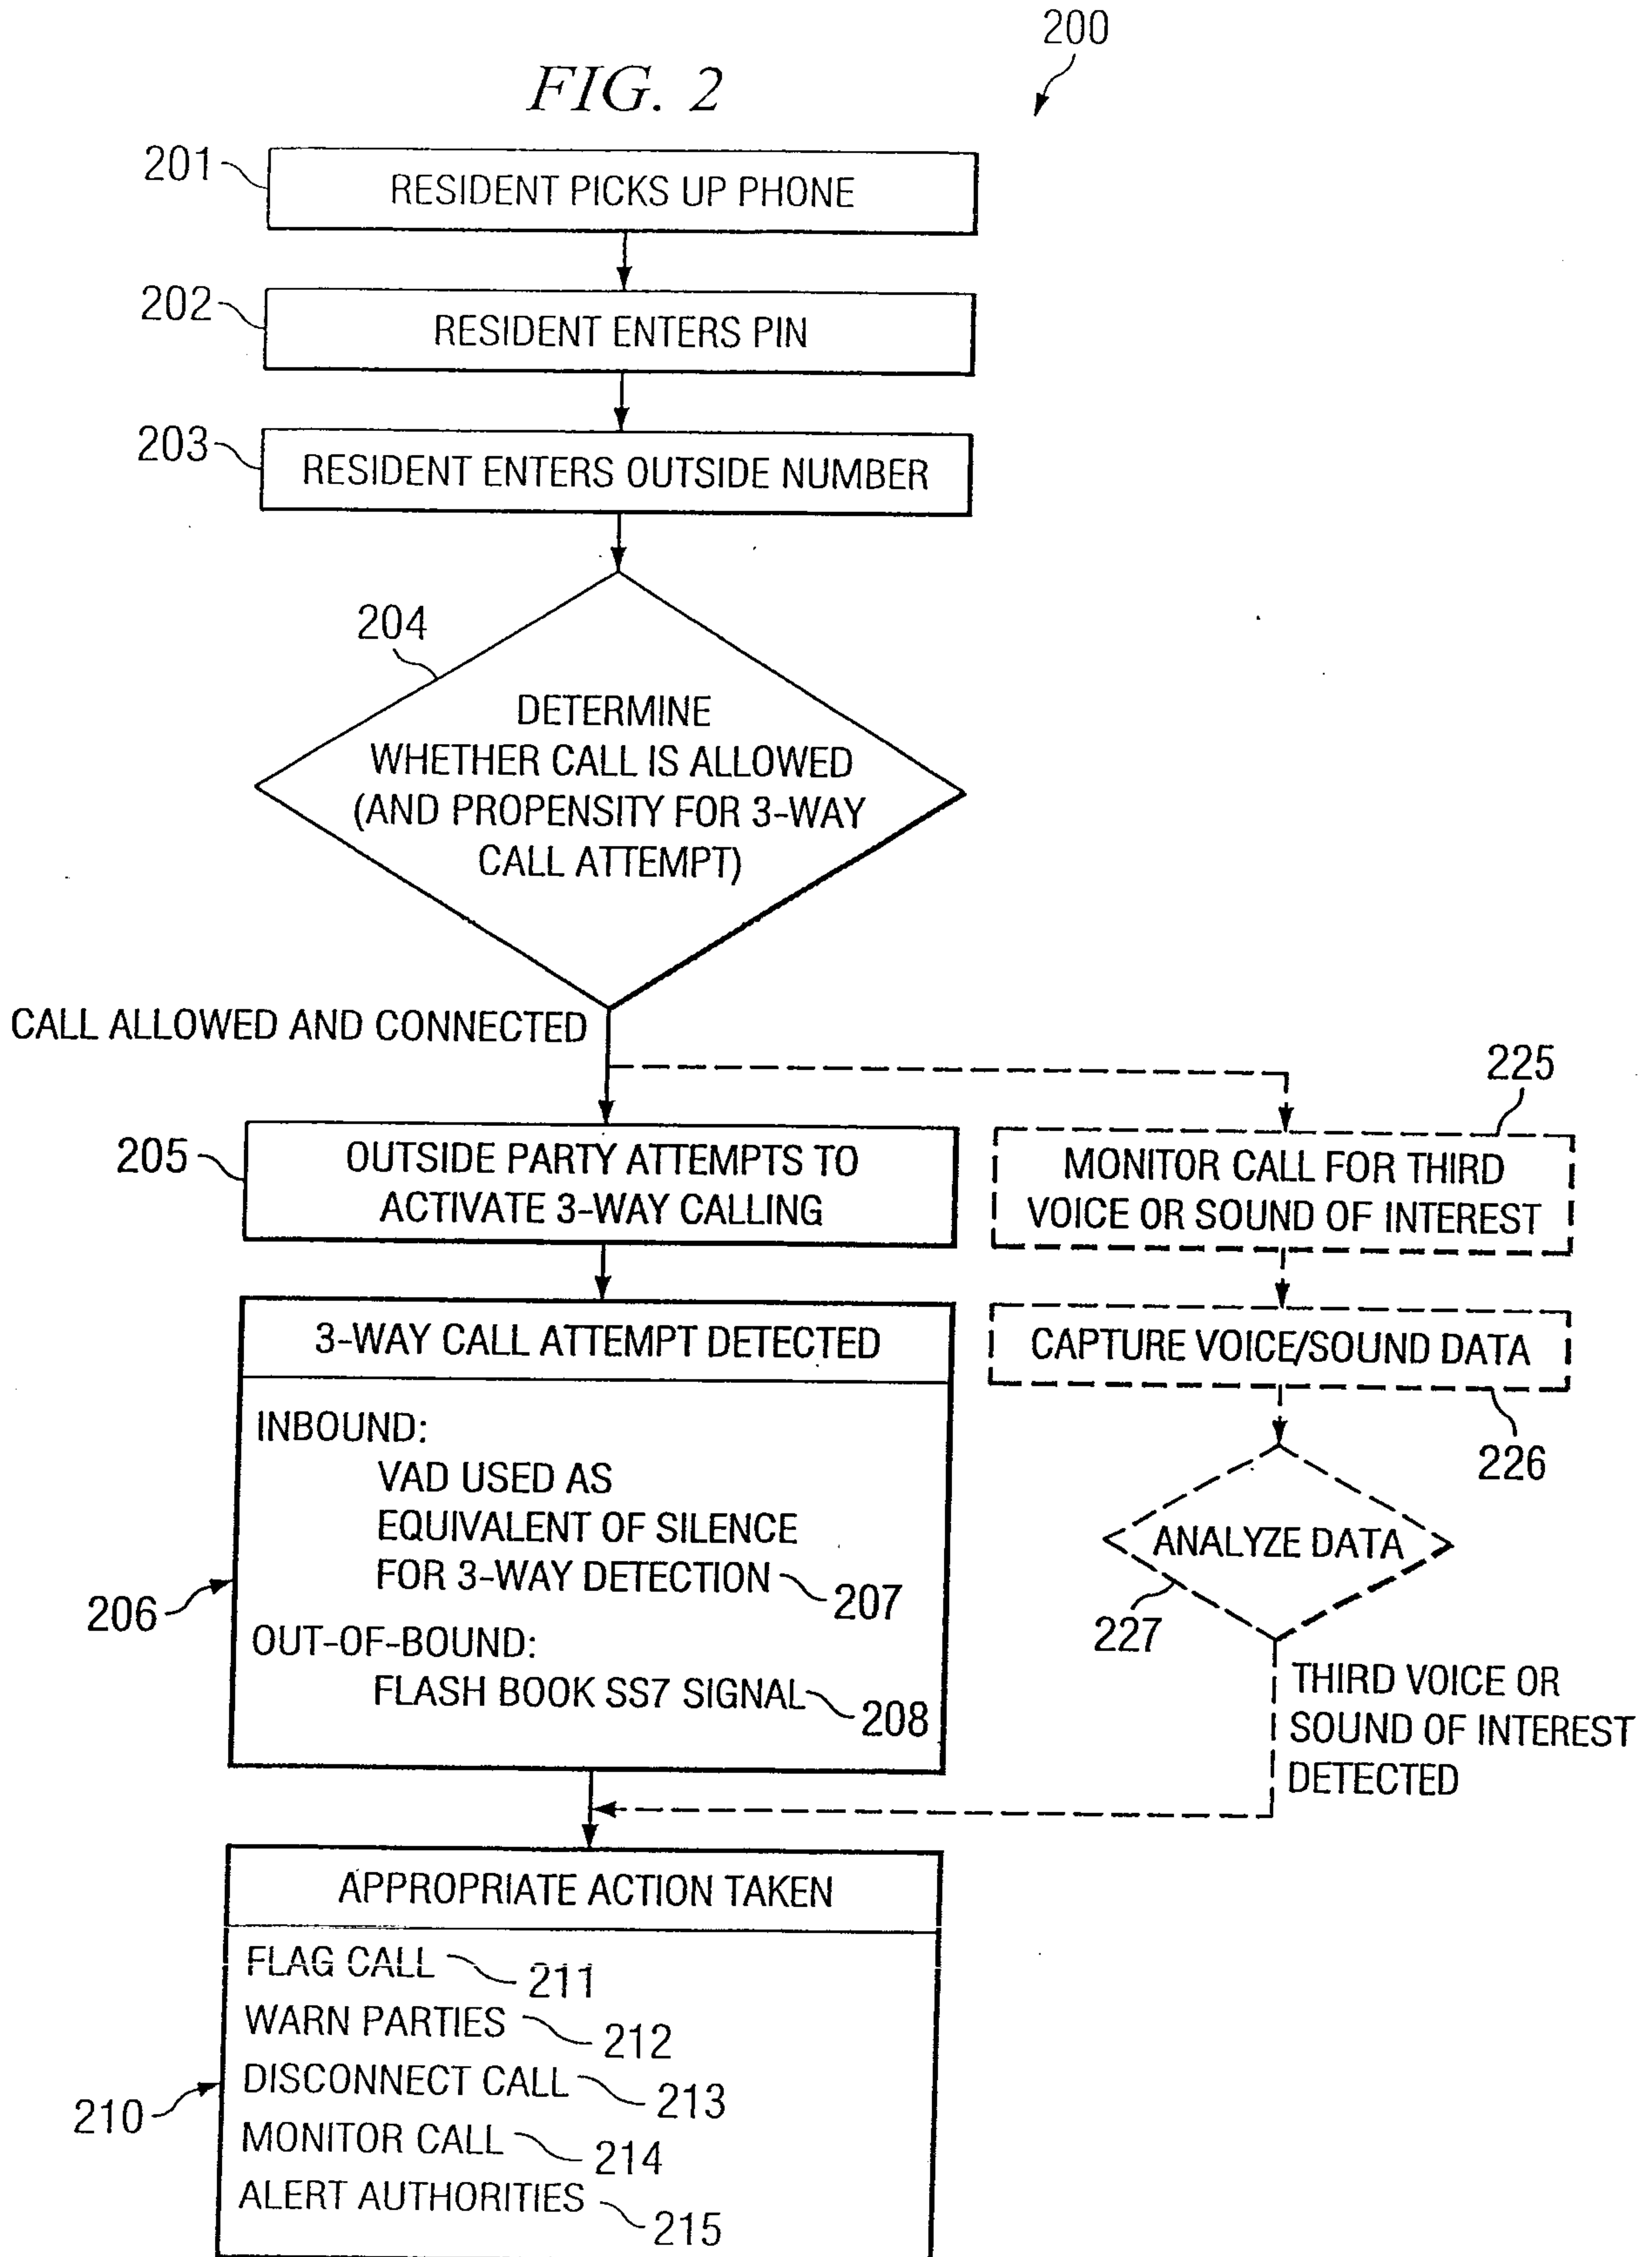 200
FIG. 2
201
RESIDENT PICKS UP PHONE
202
RESIDENT ENTERS PIN
203
RESIDENT ENTERS OUTSIDE NUMBER
204
DETERMINE
WHETHER CALL IS ALLOWED
(AND PROPENSITY FOR 3-WAY
CALL ATTEMPT)
CALL ALLOWED AND CONNECTED
205
OUTSIDE PARTY ATTEMPTS TO
ACTIVATE 3-WAY CALLING
225
MONITOR CALL FOR THIRD
VOICE OR SOUND OF INTEREST
3-WAY CALL ATTEMPT DETECTED
INBOUND:
VAD USED AS
EQUIVALENT OF SILENCE
FOR 3-WAY DETECTION
207
206
OUT-OF-BOUND:
FLASH BOOK SS7 SIGNAL
208
CAPTURE VOICE/SOUND DATA
226
ANALYZE DATA
227
THIRD VOICE OR
SOUND OF INTEREST
DETECTED
APPROPRIATE ACTION TAKEN
FLAG CALL
211
WARN PARTIES
212
DISCONNECT CALL
213
210
MONITOR CALL
214
ALERT AUTHORITIES
215